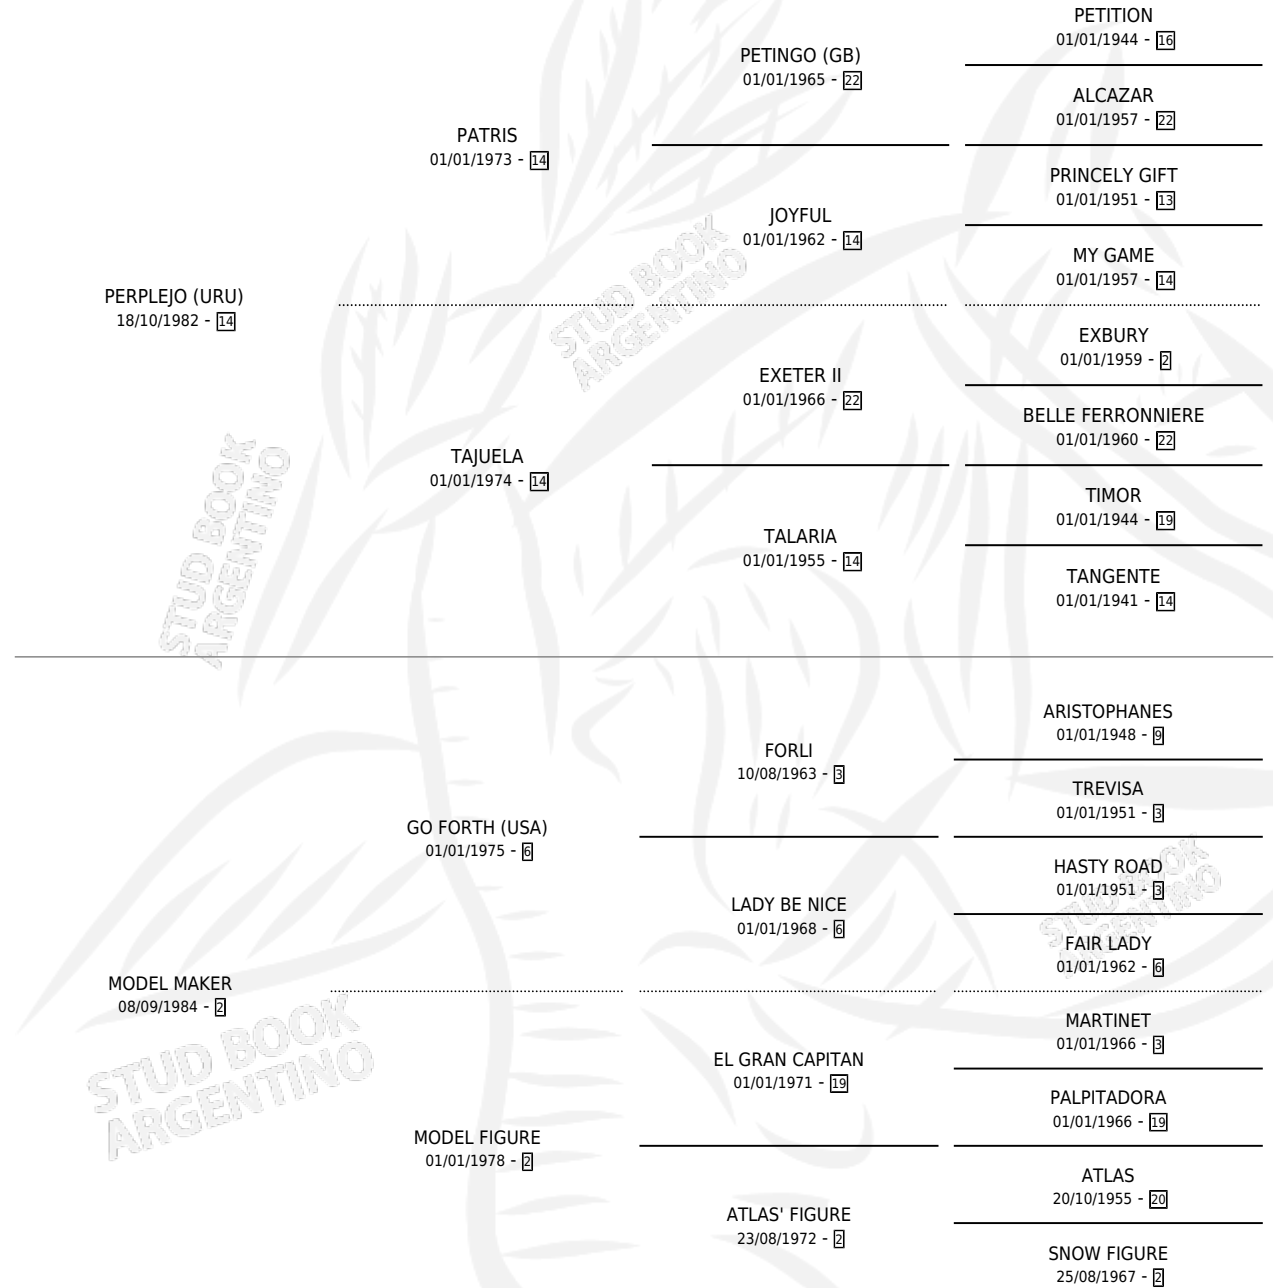 PERPLEJO (URU)
18/10/1982 - 14
PATRIS
01/01/1973 - 14
TAJUELA
01/01/1974 - 14
PETINGO (GB)
01/01/1965 - 22
JOYFUL
01/01/1962 - 14
EXETER II
01/01/1966 - 22
TALARIA
01/01/1955 - 14
PETITION
01/01/1944 - 16
ALCAZAR
01/01/1957 - 22
PRINCELY GIFT
01/01/1951 - 13
MY GAME
01/01/1957 - 14
EXBURY
01/01/1959 - 2
BELLE FERRONNIERE
01/01/1960 - 22
TIMOR
01/01/1944 - 19
TANGENTE
01/01/1941 - 14
MODEL MAKER
08/09/1984 - 2
GO FORTH (USA)
01/01/1975 - 6
MODEL FIGURE
01/01/1978 - 2
FORLI
10/08/1963 - 3
LADY BE NICE
01/01/1968 - 6
EL GRAN CAPITAN
01/01/1971 - 19
ATLAS' FIGURE
23/08/1972 - 2
ARISTOPHANES
01/01/1948 - 9
TREVISA
01/01/1951 - 3
HASTY ROAD
01/01/1951 - 3
FAIR LADY
01/01/1962 - 6
MARTINET
01/01/1966 - 3
PALPITADORA
01/01/1966 - 19
ATLAS
20/10/1955 - 20
SNOW FIGURE
25/08/1967 - 2
STUD BOOK
ARGENTINO
STUD BOOK
ARGENTINO
STUD BOOK
ARGENTINO
STUD BOOK
ARGENTINO